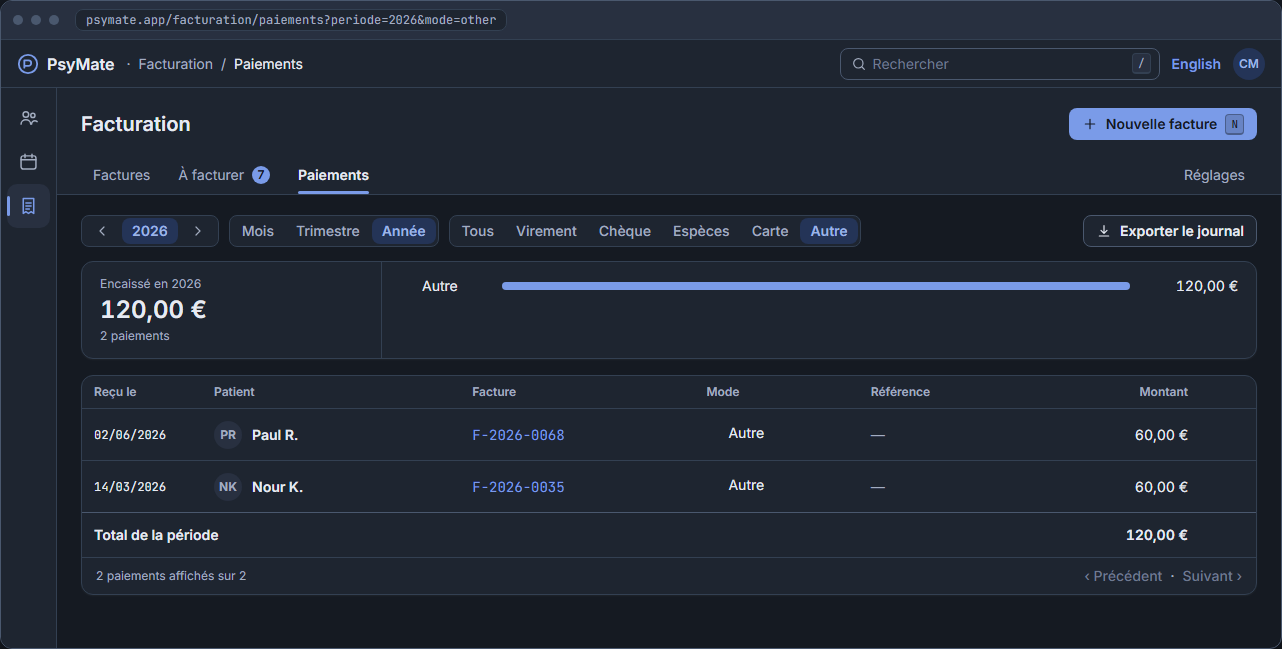 psymate.app/facturation/paiements?periode=2026&mode=other
PsyMate · Facturation / Paiements
Rechercher /
English CM
Facturation
+ Nouvelle facture N
Factures À facturer 7 Paiements
Réglages
‹ 2026 ›
Mois Trimestre Année
Tous Virement Chèque Espèces Carte Autre
Exporter le journal
Encaissé en 2026
120,00 €
2 paiements
Autre 120,00 €
Reçu le Patient Facture Mode Référence Montant
02/06/2026 PR Paul R. F-2026-0068 Autre — 60,00 €
14/03/2026 NK Nour K. F-2026-0035 Autre — 60,00 €
Total de la période 120,00 €
2 paiements affichés sur 2
‹ Précédent · Suivant ›